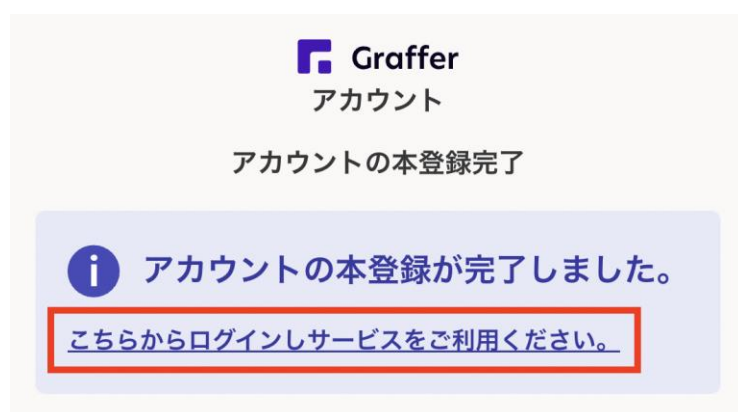 Graffer
アカウント
アカウントの本登録完了
アカウントの本登録が完了しました。
こちらからログインしサービスをご利用ください。